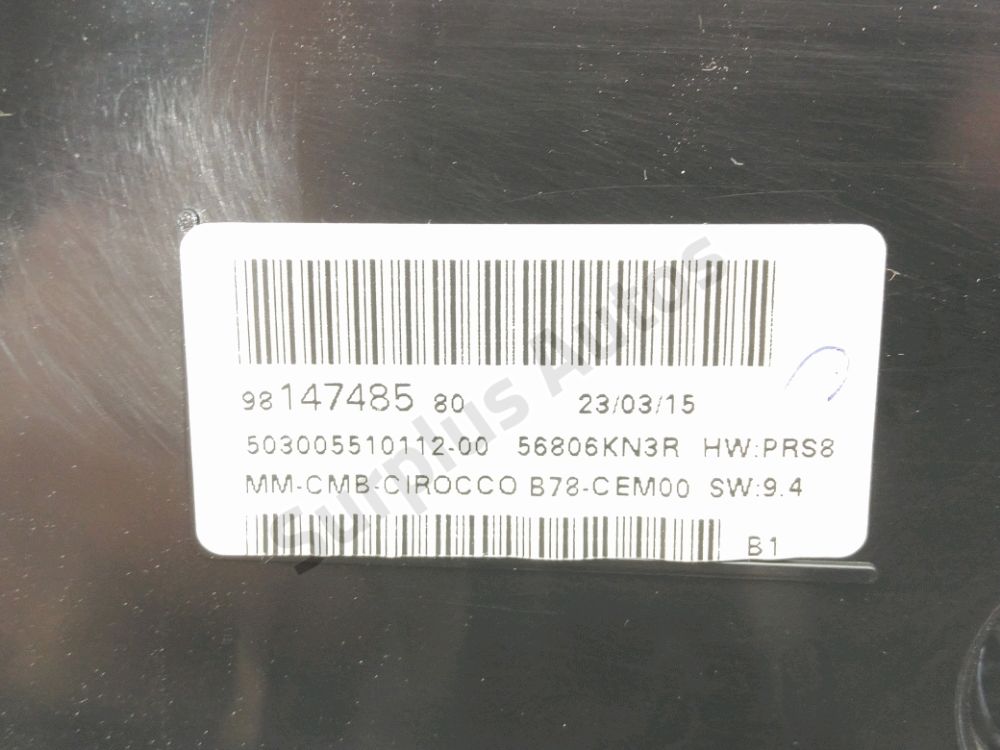 98147485 80 23/03/15
503005510112-00 56806KN3R HW:PRS8
MM-CMB-CIROCCO B78-CEM00 SW:9.4
B1
Surplus Autos